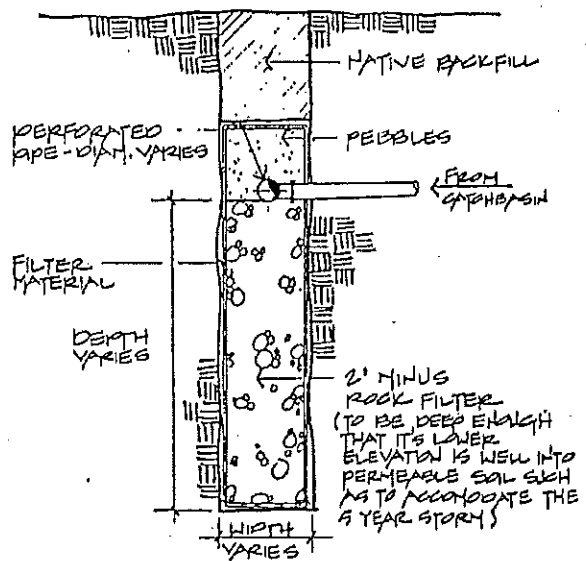 NATIVE BACKFILL
PERFORATED
PIPE-DIAM. VARIES
PEBBLES
FROM
CATCHBASIN
FILTER
MATERIAL
DEPTH
VARIES
2" MINUS
ROCK FILTER
(TO BE DEEP ENOUGH
THAT IT'S LOWER
ELEVATION IS WELL INTO
PERMEABLE SOIL SUCH
AS TO ACCOMODATE THE
5 YEAR STORM)
WIDTH
VARIES